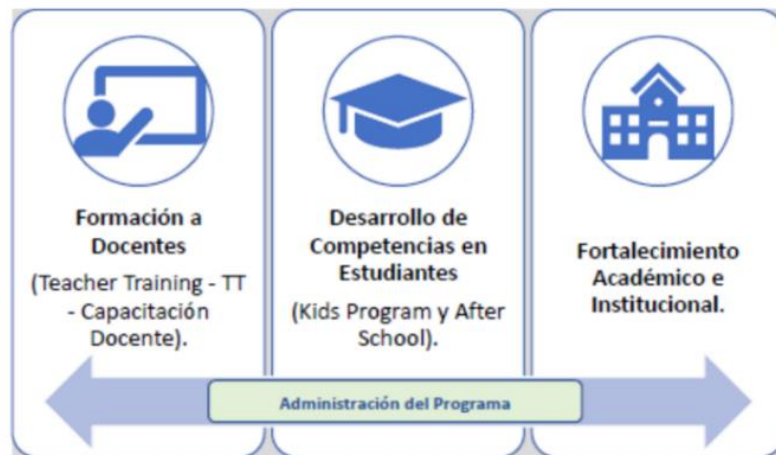 Formación a
Docentes
(Teacher Training - TT
- Capacitación
Docente).
Desarrollo de
Competencias en
Estudiantes
(Kids Program y After
School).
Fortalecimiento
Académico e
Institucional.
Administración del Programa